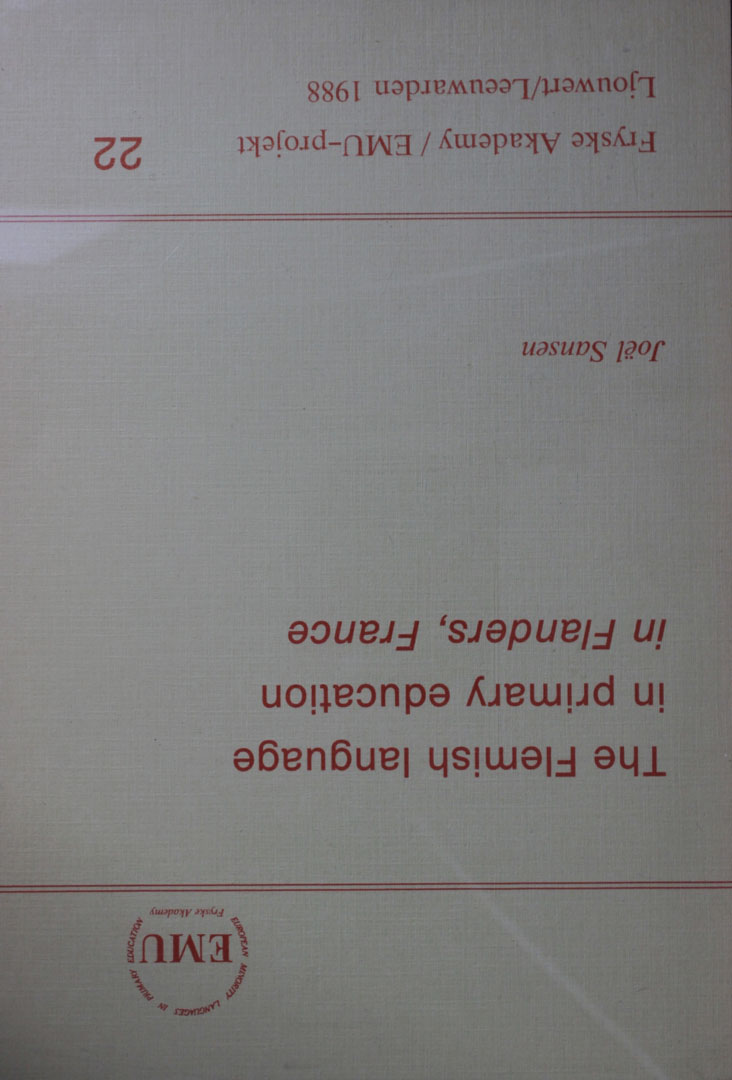 EUROPEAN MINORITY LANGUAGES IN PRIMARY EDUCATION
EMU
Fryske Akademy
The Flemish language
in primary education
in Flanders, France
Joël Sansen
Fryske Akademy / EMU-projekt
Ljouwert/Leeuwarden 1988
22